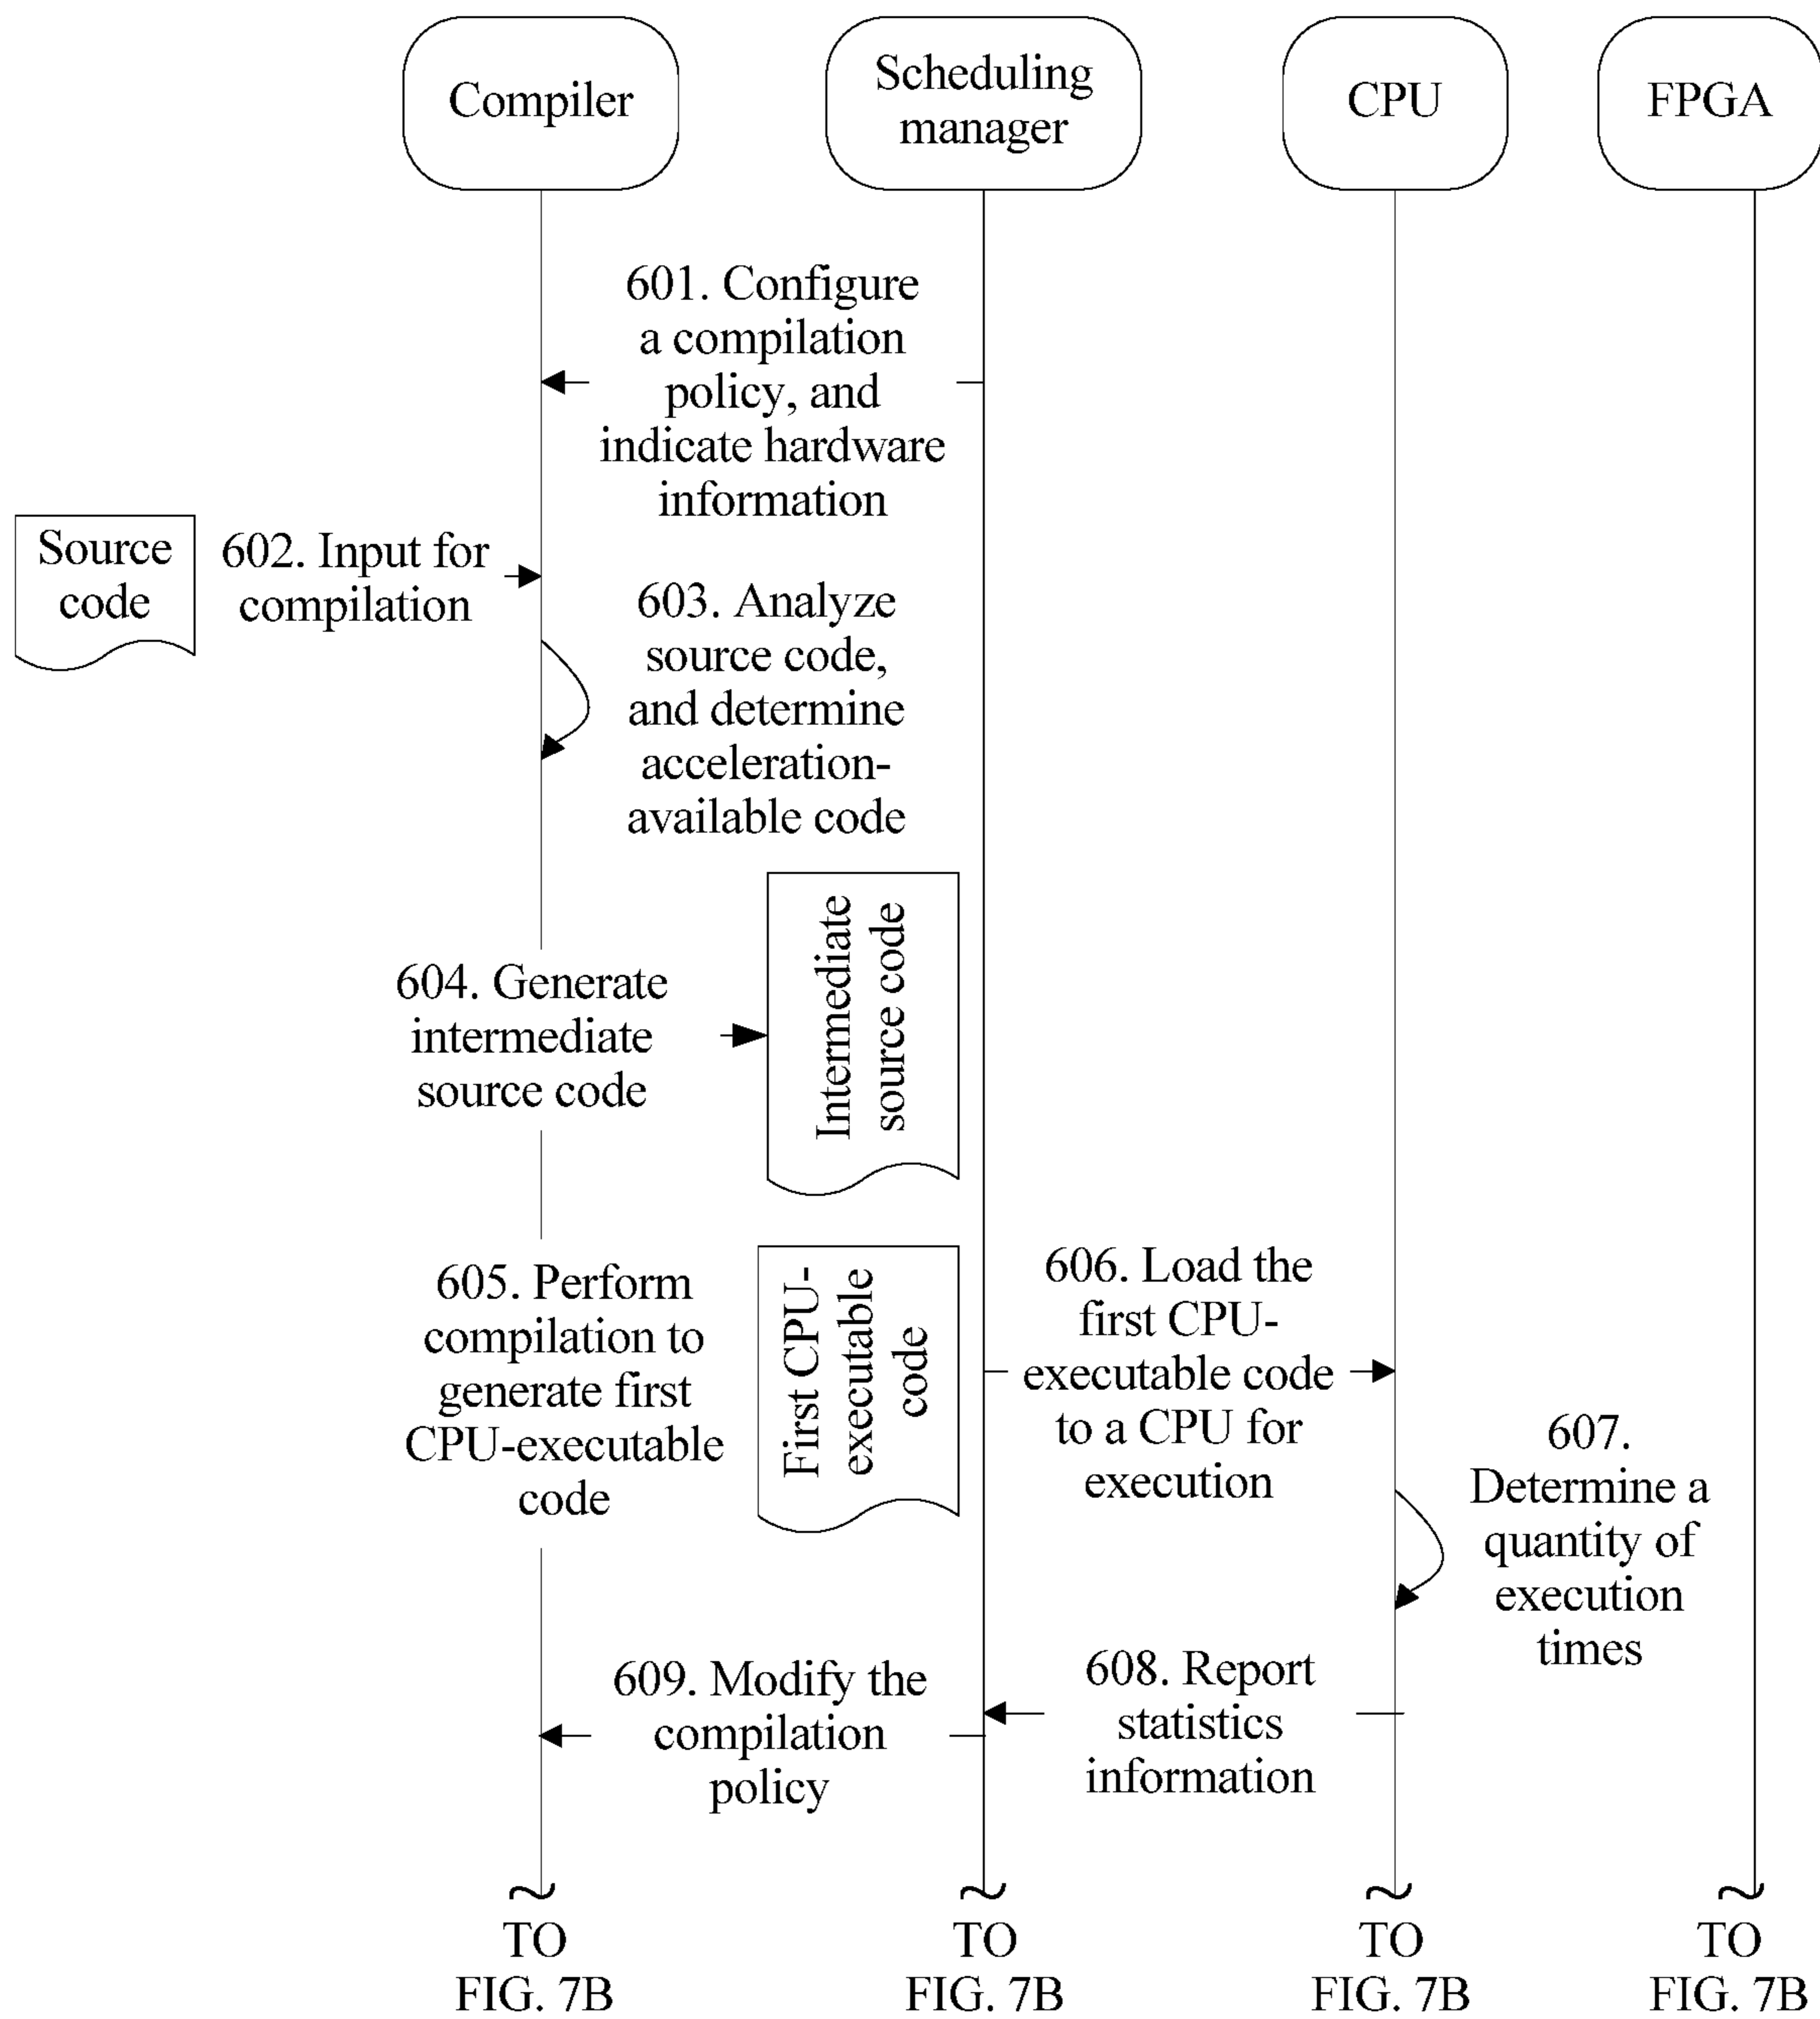 Compiler
Scheduling
manager
CPU
FPGA
601. Configure
a compilation
policy, and
indicate hardware
information
Source
code
602. Input for
compilation
603. Analyze
source code,
and determine
acceleration-
available code
604. Generate
intermediate
source code
Intermediate
source code
605. Perform
compilation to
generate first
CPU-executable
code
First CPU-
executable
code
606. Load the
first CPU-
executable code
to a CPU for
execution
607.
Determine a
quantity of
execution
times
608. Report
statistics
information
609. Modify the
compilation
policy
TO
FIG. 7B
TO
FIG. 7B
TO
FIG. 7B
TO
FIG. 7B